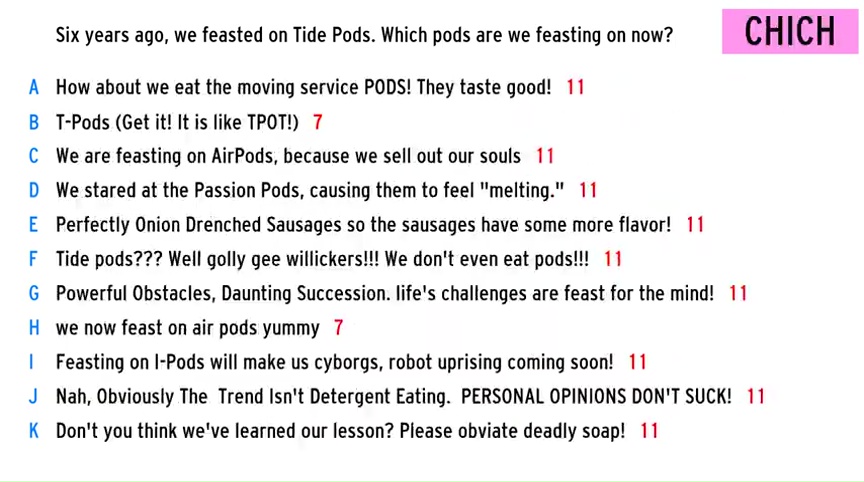 Six years ago, we feasted on Tide Pods. Which pods are we feasting on now?
CHICH
A How about we eat the moving service PODS! They taste good! 11
B T-Pods (Get it! It is like TPOT!) 7
C We are feasting on AirPods, because we sell out our souls 11
D We stared at the Passion Pods, causing them to feel "melting." 11
E Perfectly Onion Drenched Sausages so the sausages have some more flavor! 11
F Tide pods??? Well golly gee willickers!!! We don't even eat pods!!! 11
G Powerful Obstacles, Daunting Succession. life's challenges are feast for the mind! 11
H we now feast on air pods yummy 7
I Feasting on I-Pods will make us cyborgs, robot uprising coming soon! 11
J Nah, Obviously The Trend Isn't Detergent Eating. PERSONAL OPINIONS DON'T SUCK! 11
K Don't you think we've learned our lesson? Please obviate deadly soap! 11